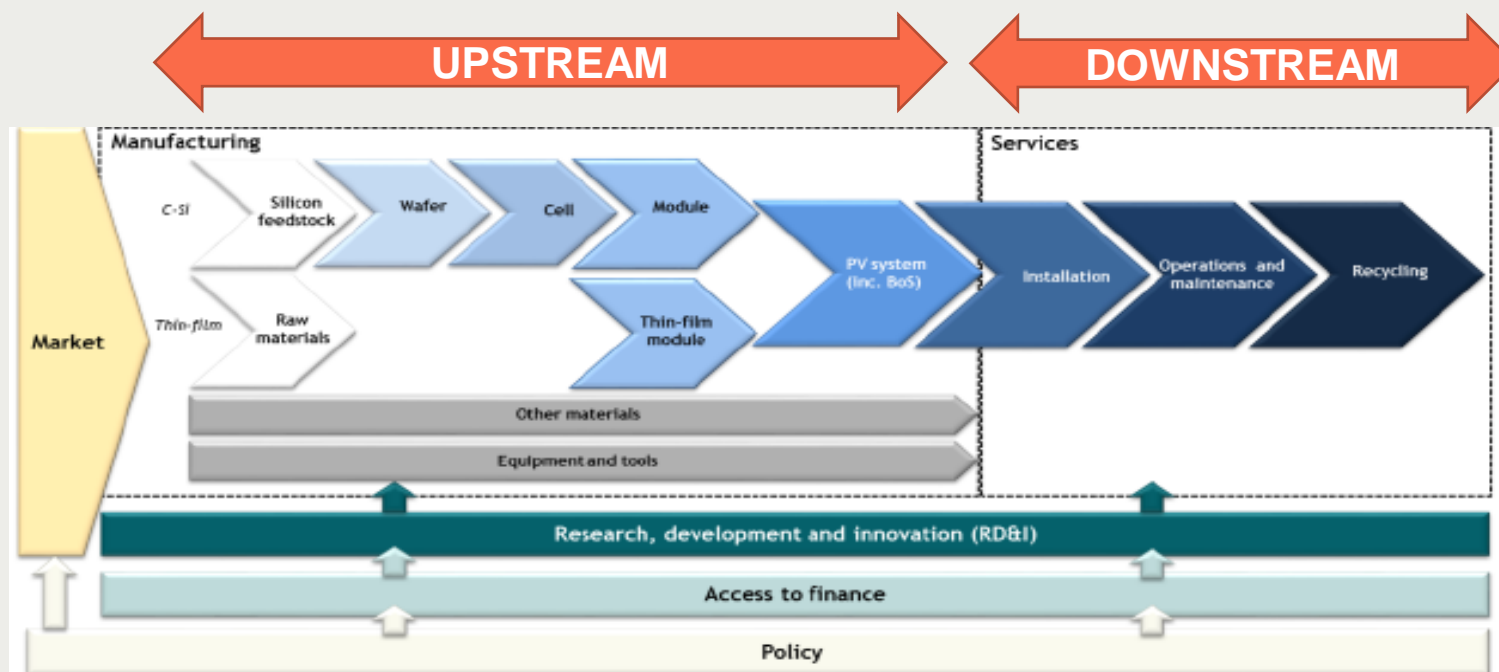 UPSTREAM
DOWNSTREAM
Manufacturing
Services
C-Si
Silicon
feedstock
Wafer
Cell
Module
PV system
(inc. BoS)
Installation
Operations and
maintenance
Recycling
Thin-film
Raw
materials
Thin-film
module
Market
Other materials
Equipment and tools
Research, development and innovation (RD&I)
Access to finance
Policy